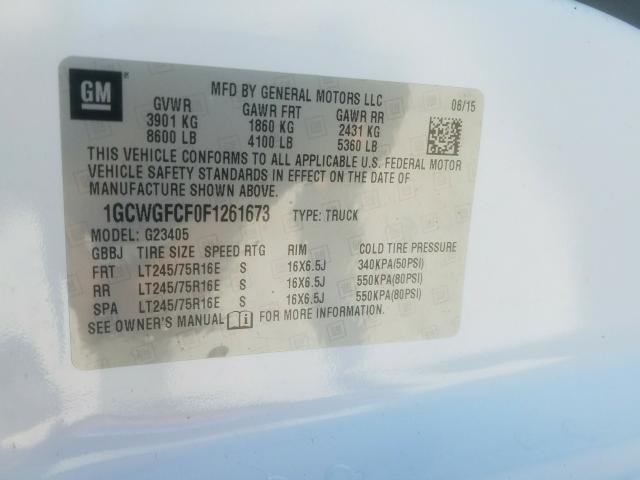 GM
MFD BY GENERAL MOTORS LLC
06/15
GVWR GAWR FRT GAWR RR
3901 KG 1860 KG 2431 KG
8600 LB 4100 LB 5360 LB
THIS VEHICLE CONFORMS TO ALL APPLICABLE U.S. FEDERAL MOTOR
VEHICLE SAFETY STANDARDS IN EFFECT ON THE DATE OF
MANUFACTURE SHOWN ABOVE.
1GCWGFCF0F1261673 TYPE: TRUCK
MODEL: G23405
GBBJ TIRE SIZE SPEED RTG RIM COLD TIRE PRESSURE
FRT LT245/75R16E S 16X6.5J 340KPA(50PSI)
RR LT245/75R16E S 16X6.5J 550KPA(80PSI)
SPA LT245/75R16E S 16X6.5J 550KPA(80PSI)
SEE OWNER'S MANUAL i FOR MORE INFORMATION.